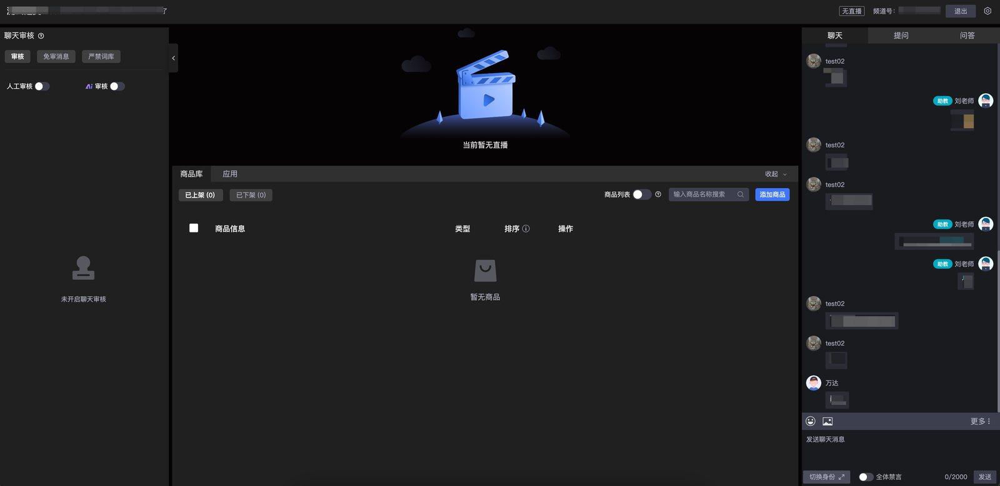 了
无直播 频道号: 退出
聊天审核
审核 免审消息 严禁词库
人工审核 Ai 审核
未开启聊天审核
当前暂无直播
商品库 应用 收起
已上架 (0) 已下架 (0) 商品列表 输入商品名称搜索 添加商品
商品信息 类型 排序 操作
暂无商品
聊天 提问 问答
test02
助教 刘老师
test02
test02
助教 刘老师
助教 刘老师
test02
test02
万达
更多
发送聊天消息
切换身份 全体禁言 0/2000 发送